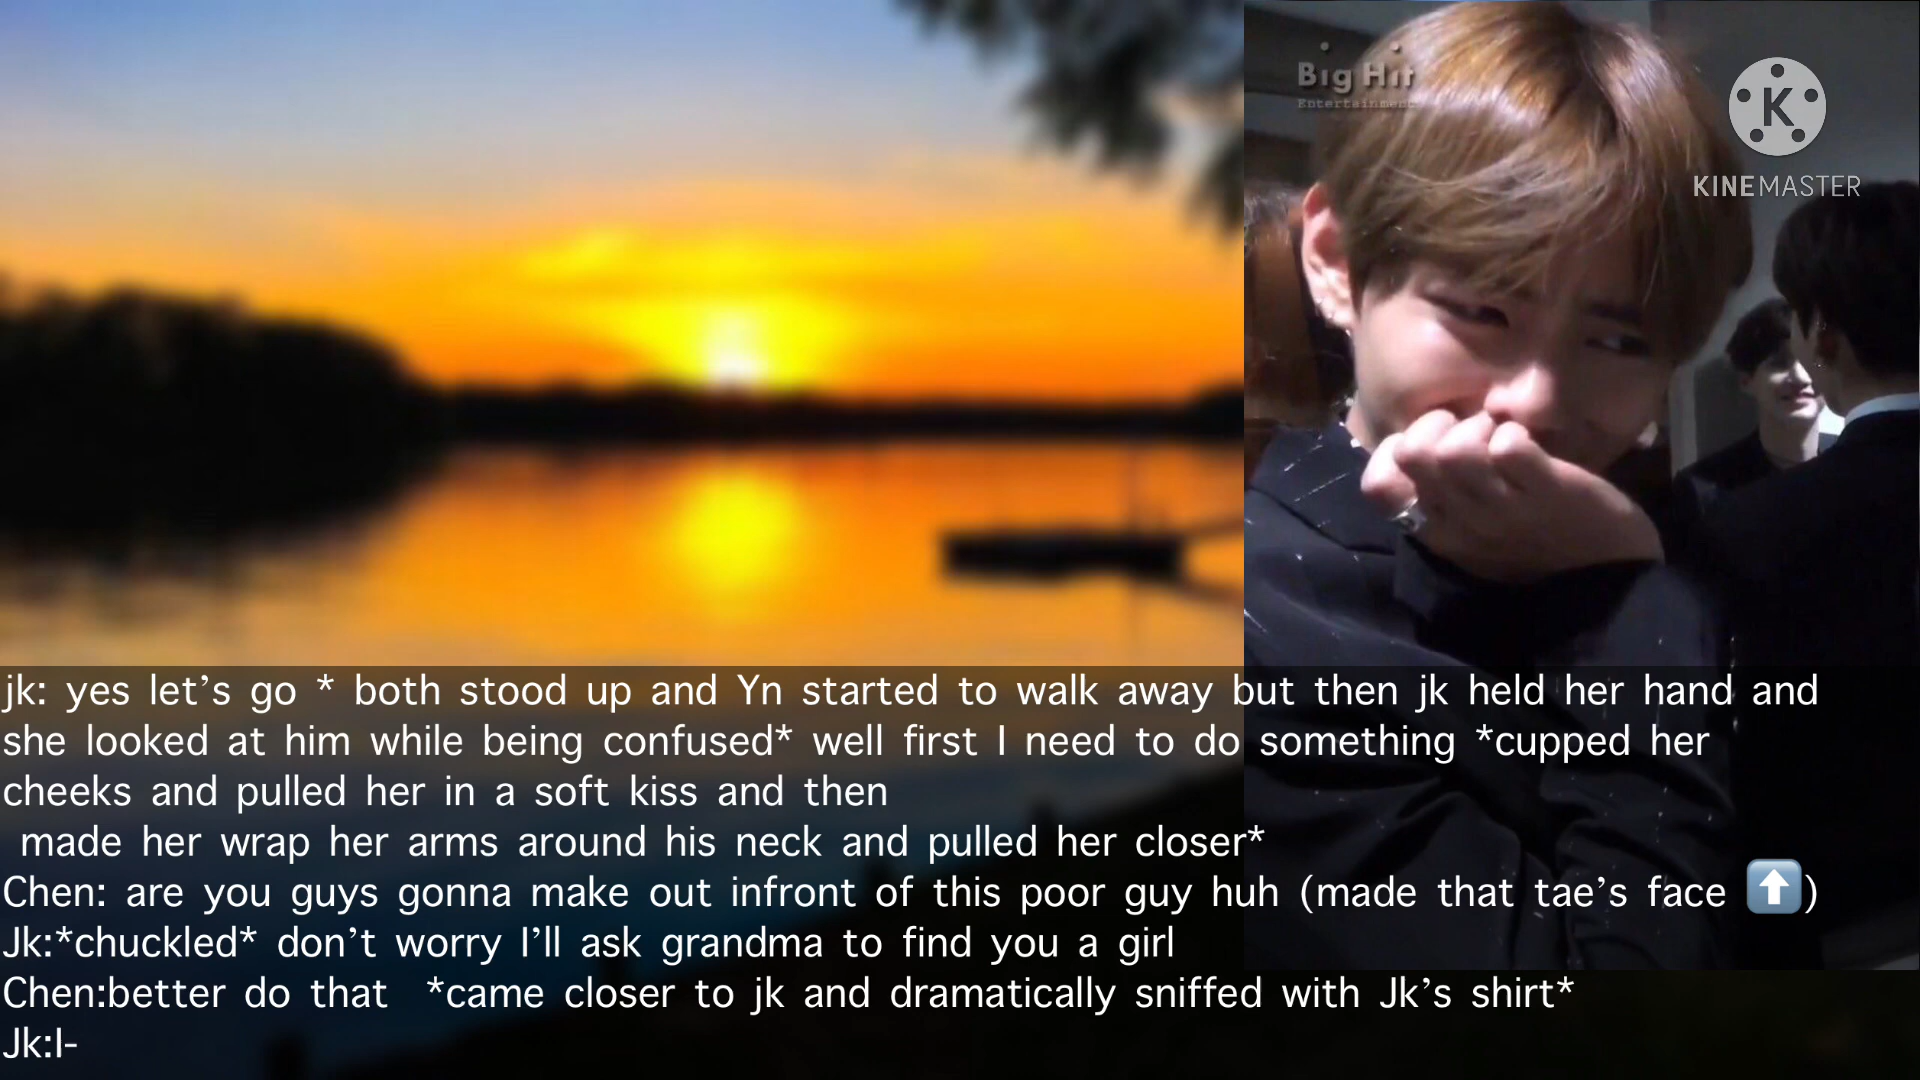 Big Hit
Entertainment
K
KINEMASTER
jk: yes let’s go * both stood up and Yn started to walk away but then jk held her hand and
she looked at him while being confused* well first I need to do something *cupped her
cheeks and pulled her in a soft kiss and then
made her wrap her arms around his neck and pulled her closer*
Chen: are you guys gonna make out infront of this poor guy huh (made that tae’s face ⬆️)
Jk:*chuckled* don’t worry I’ll ask grandma to find you a girl
Chen:better do that  *came closer to jk and dramatically sniffed with Jk’s shirt*
Jk:I-